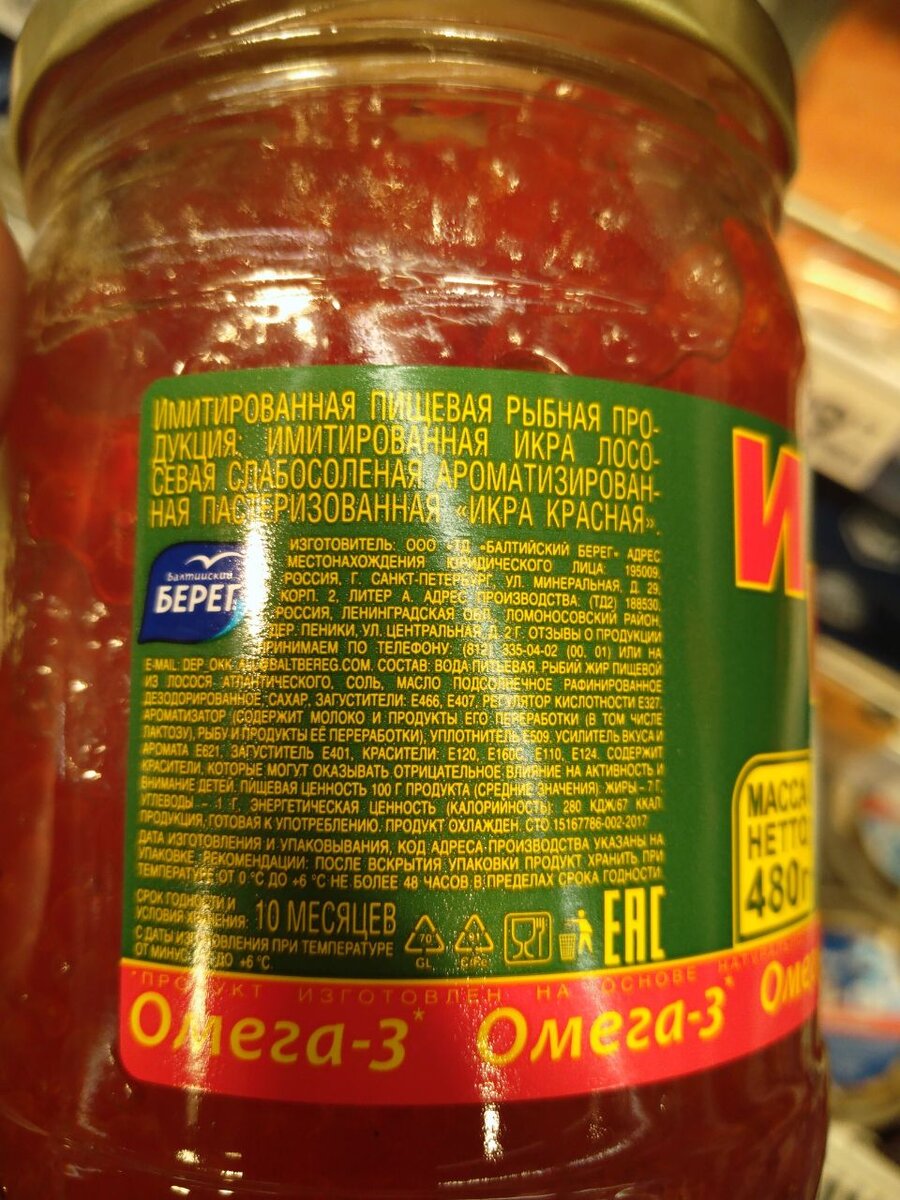 ИМИТИРОВАННАЯ ПИЩЕВАЯ РЫБНАЯ ПРО-
ДУКЦИЯ: ИМИТИРОВАННАЯ ИКРА ЛОСО-
СЕВАЯ СЛАБОСОЛЕНАЯ АРОМАТИЗИРОВАН-
НАЯ ПАСТЕРИЗОВАННАЯ «ИКРА КРАСНАЯ».
Балтийский
БЕРЕГ
ИЗГОТОВИТЕЛЬ: ООО «ТД «БАЛТИЙСКИЙ БЕРЕГ» АДРЕС
МЕСТОНАХОЖДЕНИЯ ЮРИДИЧЕСКОГО ЛИЦА: 195009,
РОССИЯ, Г. САНКТ-ПЕТЕРБУРГ, УЛ. МИНЕРАЛЬНАЯ, Д. 29,
КОРП. 2, ЛИТЕР А. АДРЕС ПРОИЗВОДСТВА: (ТД2) 188530,
РОССИЯ, ЛЕНИНГРАДСКАЯ ОБЛ., ЛОМОНОСОВСКИЙ РАЙОН,
ДЕР. ПЕНИКИ, УЛ. ЦЕНТРАЛЬНАЯ, Д. 2 Г. ОТЗЫВЫ О ПРОДУКЦИИ
ПРИНИМАЕМ ПО ТЕЛЕФОНУ: (812) 335-04-02 (00, 01) ИЛИ НА
E-MAIL: СОСТАВ: ВОДА ПИТЬЕВАЯ, РЫБИЙ ЖИР ПИЩЕВОЙ
ИЗ ЛОСОСЯ АТЛАНТИЧЕСКОГО, СОЛЬ, МАСЛО ПОДСОЛНЕЧНОЕ РАФИНИРОВАННОЕ
ДЕЗОДОРИРОВАННОЕ, САХАР, ЗАГУСТИТЕЛИ: Е466, Е407, РЕГУЛЯТОР КИСЛОТНОСТИ Е327,
АРОМАТИЗАТОР (СОДЕРЖИТ МОЛОКО И ПРОДУКТЫ ЕГО ПЕРЕРАБОТКИ (В ТОМ ЧИСЛЕ
ЛАКТОЗУ), РЫБУ И ПРОДУКТЫ ЕЁ ПЕРЕРАБОТКИ), УПЛОТНИТЕЛЬ Е509, УСИЛИТЕЛЬ ВКУСА И
АРОМАТА Е621, ЗАГУСТИТЕЛЬ Е401, КРАСИТЕЛИ: Е120, Е160С, Е110, Е124. СОДЕРЖИТ
КРАСИТЕЛИ, КОТОРЫЕ МОГУТ ОКАЗЫВАТЬ ОТРИЦАТЕЛЬНОЕ ВЛИЯНИЕ НА АКТИВНОСТЬ И
ВНИМАНИЕ ДЕТЕЙ. ПИЩЕВАЯ ЦЕННОСТЬ 100 Г ПРОДУКТА (СРЕДНИЕ ЗНАЧЕНИЯ): ЖИРЫ – 7 Г,
УГЛЕВОДЫ – 1 Г, ЭНЕРГЕТИЧЕСКАЯ ЦЕННОСТЬ (КАЛОРИЙНОСТЬ): 280 КДЖ/67 ККАЛ.
ПРОДУКЦИЯ, ГОТОВАЯ К УПОТРЕБЛЕНИЮ. ПРОДУКТ ОХЛАЖДЕН. СТО 15167786-002-2017
ДАТА ИЗГОТОВЛЕНИЯ И УПАКОВЫВАНИЯ, КОД АДРЕСА ПРОИЗВОДСТВА УКАЗАНЫ НА
УПАКОВКЕ. РЕКОМЕНДАЦИИ: ПОСЛЕ ВСКРЫТИЯ УПАКОВКИ ПРОДУКТ ХРАНИТЬ ПРИ
ТЕМПЕРАТУРЕ ОТ 0 °C ДО +6 °C НЕ БОЛЕЕ 48 ЧАСОВ В ПРЕДЕЛАХ СРОКА ГОДНОСТИ.
СРОК ГОДНОСТИ И
УСЛОВИЯ ХРАНЕНИЯ: 10 МЕСЯЦЕВ
С ДАТЫ ИЗГОТОВЛЕНИЯ ПРИ ТЕМПЕРАТУРЕ
ОТ МИНУС ДО +6 °C
70
GL
91
C/Fe
EAC
МАССА
НЕТТО
480г
*ПРОДУКТ ИЗГОТОВЛЕН НА ОСНОВЕ
Омега-3* Омега-3*